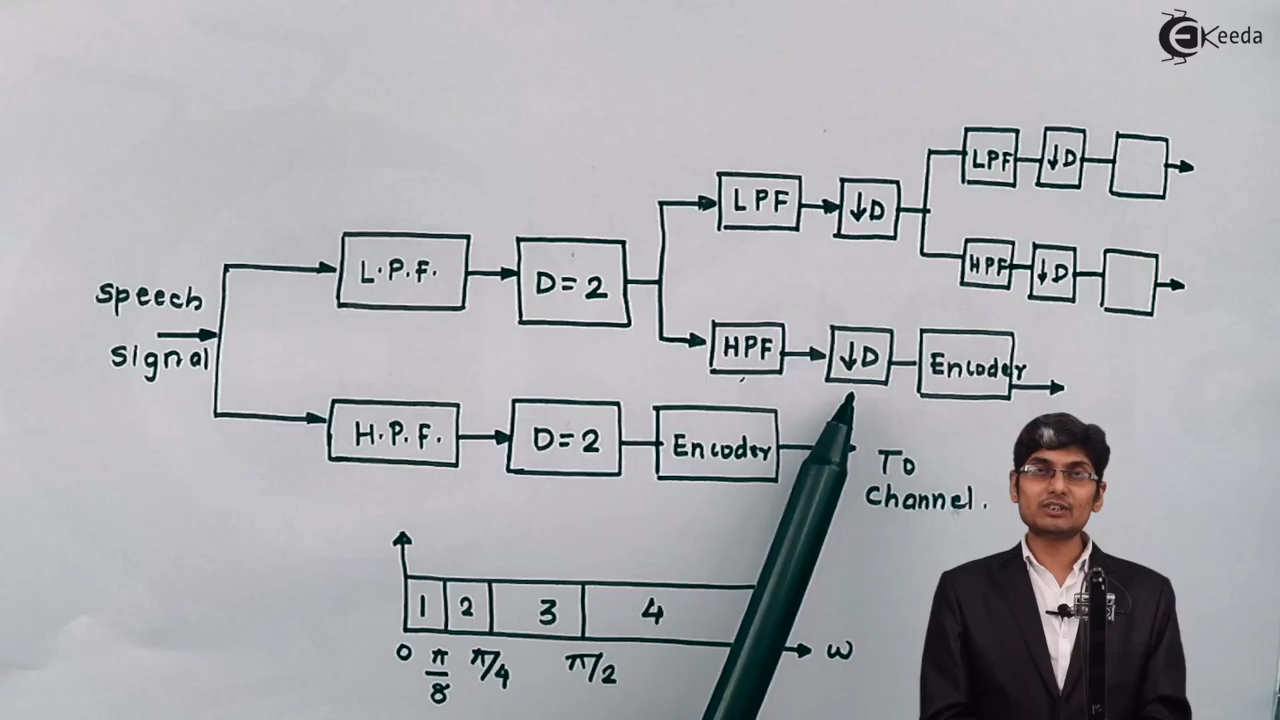 EKeeda
LPF
↓D
LPF
↓D
HPF
↓D
L.P.F.
D=2
Speech
Signal
HPF
↓D
Encoder
H.P.F.
D=2
Encoder
To
Channel.
1 2 3 4
0 π/8 π/4 π/2 ω